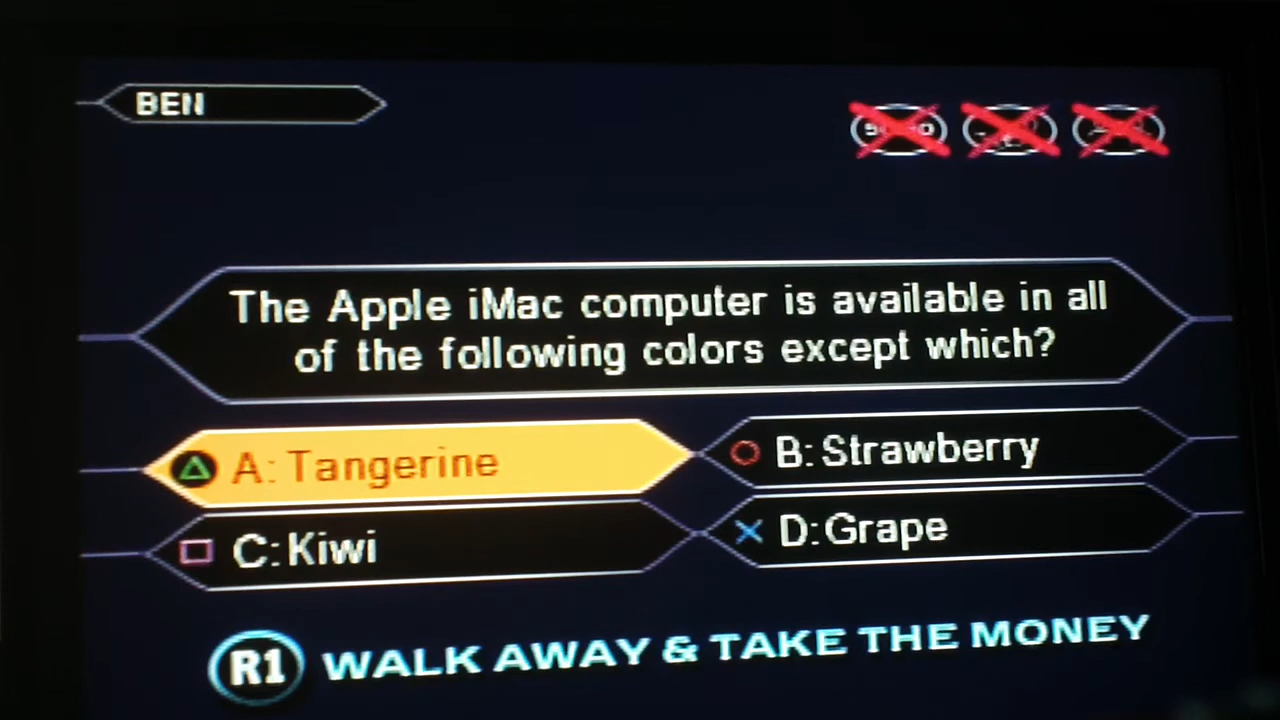 BEN
The Apple iMac computer is available in all
of the following colors except which?
A: Tangerine
B: Strawberry
C: Kiwi
D: Grape
R1 WALK AWAY & TAKE THE MONEY